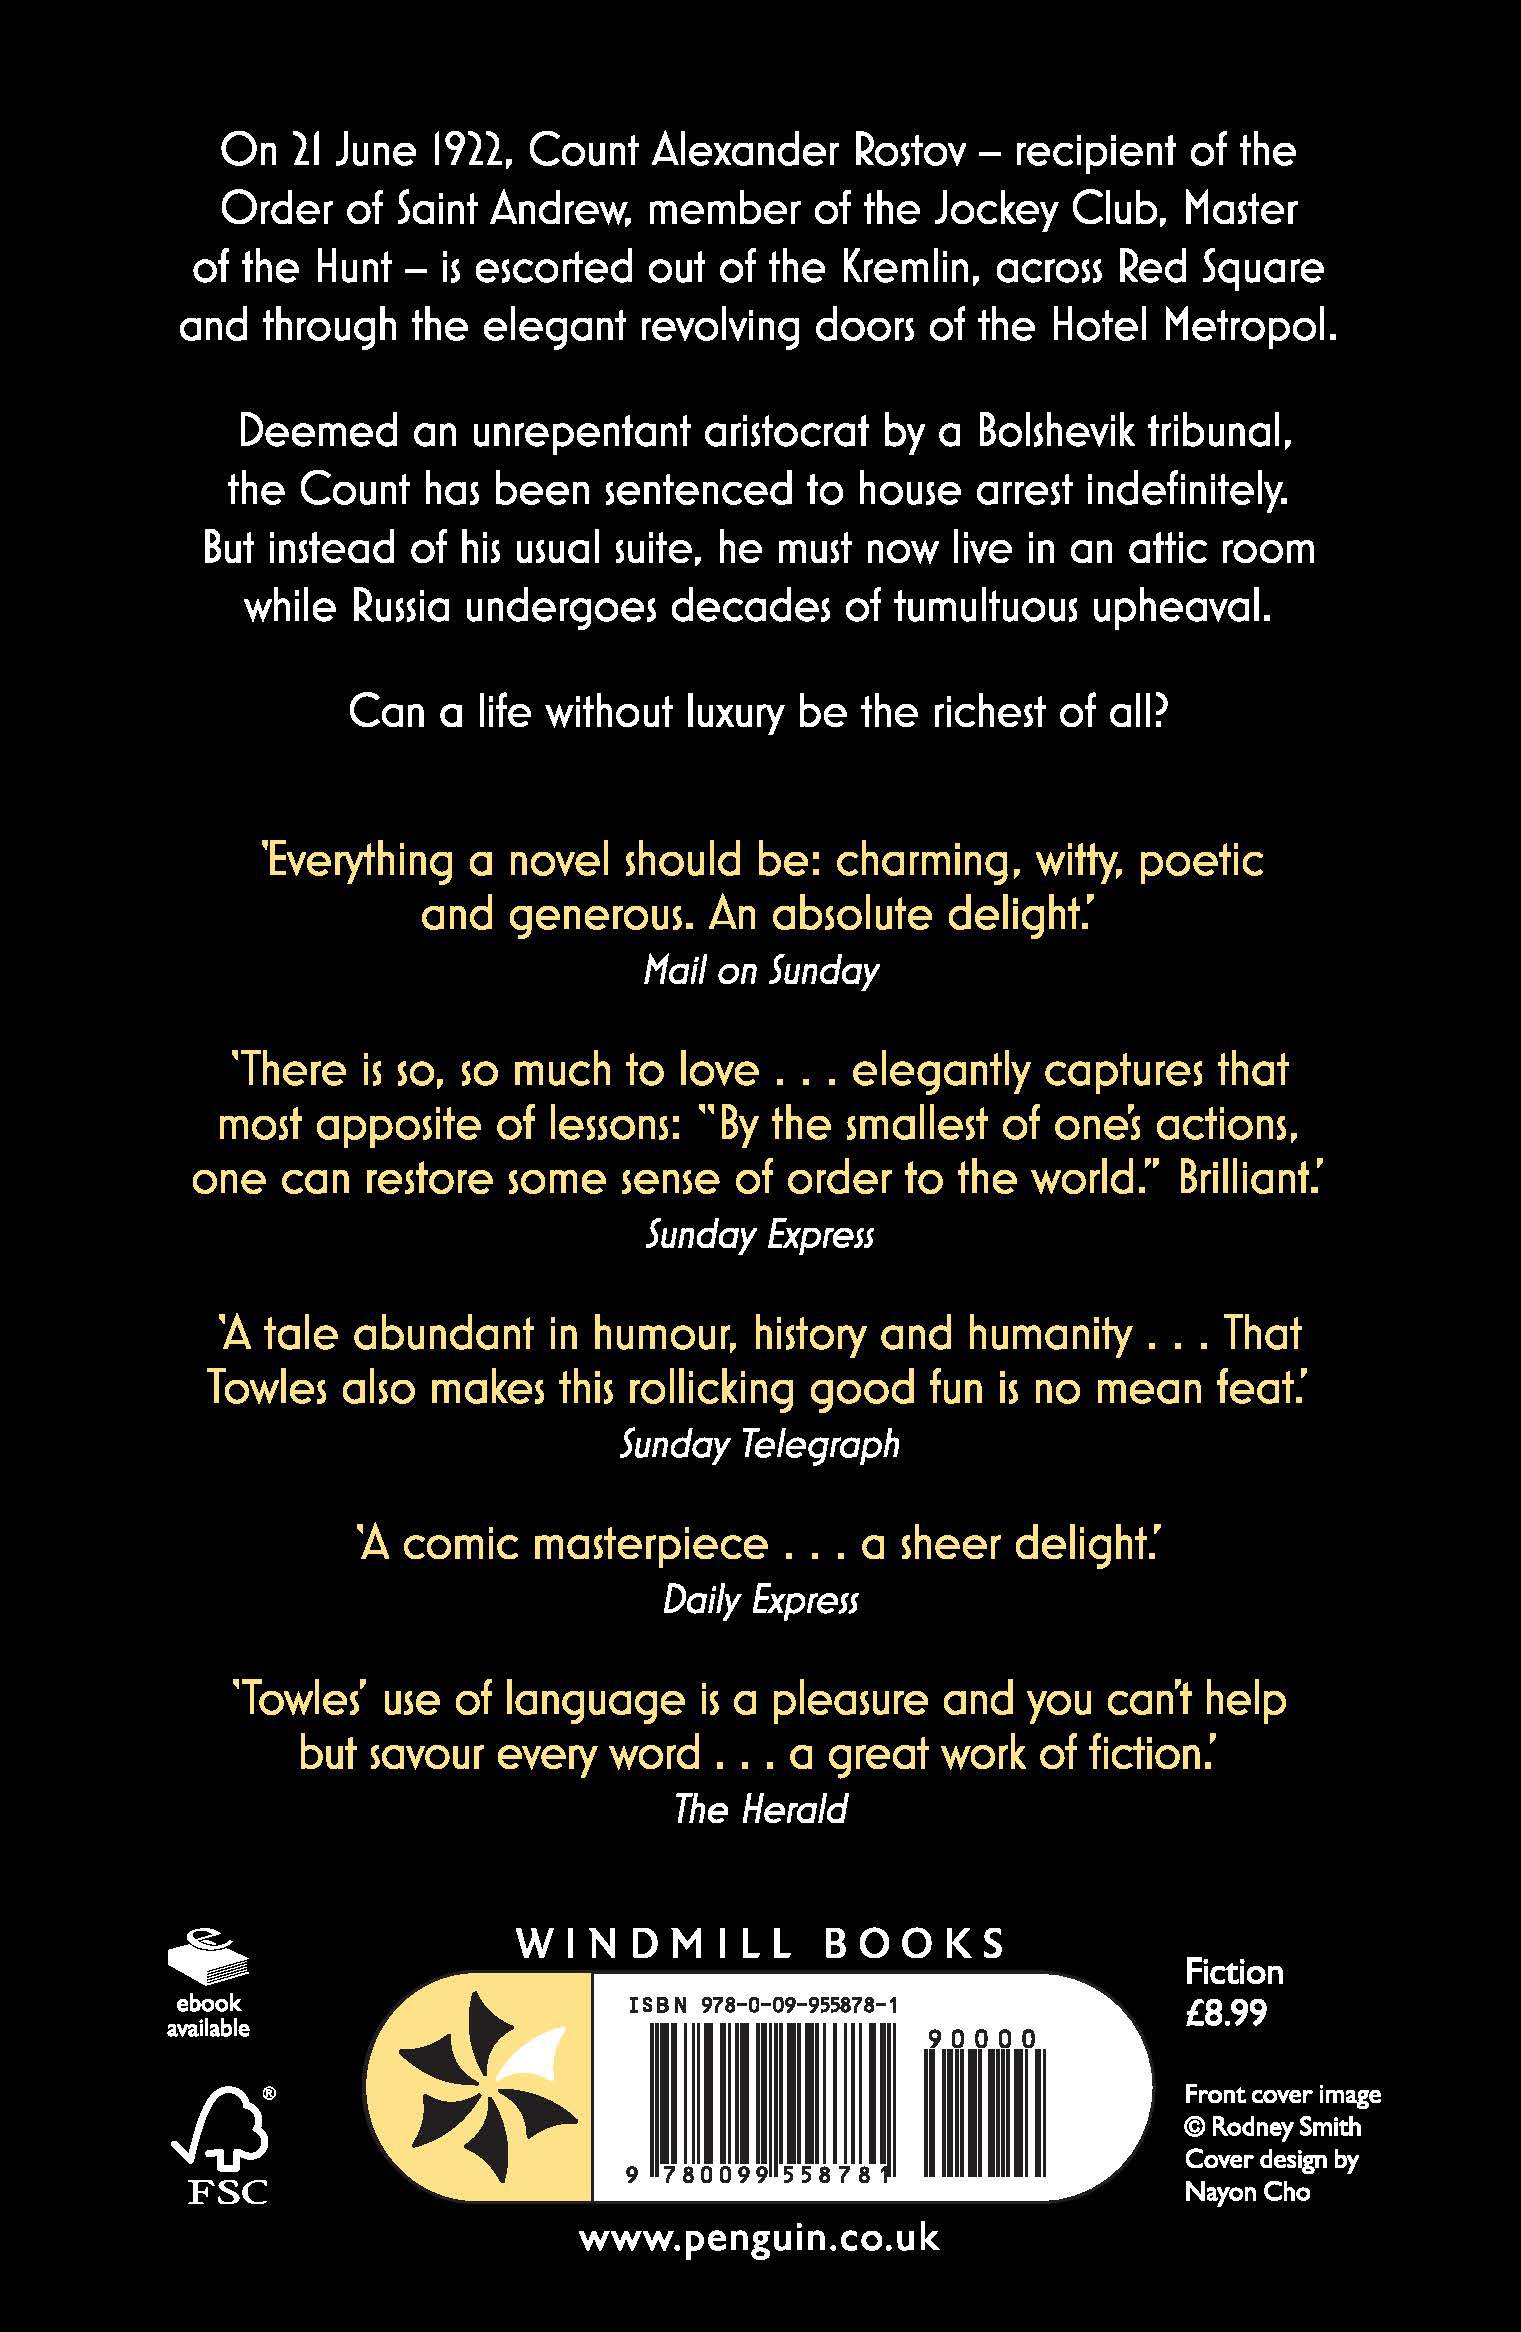 On 21 June 1922, Count Alexander Rostov – recipient of the
Order of Saint Andrew, member of the Jockey Club, Master
of the Hunt – is escorted out of the Kremlin, across Red Square
and through the elegant revolving doors of the Hotel Metropol.
Deemed an unrepentant aristocrat by a Bolshevik tribunal,
the Count has been sentenced to house arrest indefinitely.
But instead of his usual suite, he must now live in an attic room
while Russia undergoes decades of tumultuous upheaval.
Can a life without luxury be the richest of all?
‘Everything a novel should be: charming, witty, poetic
and generous. An absolute delight.’
Mail on Sunday
‘There is so, so much to love . . . elegantly captures that
most apposite of lessons: “By the smallest of one’s actions,
one can restore some sense of order to the world.” Brilliant.’
Sunday Express
‘A tale abundant in humour, history and humanity . . . That
Towles also makes this rollicking good fun is no mean feat.’
Sunday Telegraph
‘A comic masterpiece . . . a sheer delight.’
Daily Express
‘Towles’ use of language is a pleasure and you can’t help
but savour every word . . . a great work of fiction.’
The Herald
ebook
available
® 
FSC
WINDMILL BOOKS
ISBN 978-0-09-955878-1
90000
9 780099 558781
www.penguin.co.uk
Fiction
£8.99
Front cover image
© Rodney Smith
Cover design by
Nayon Cho